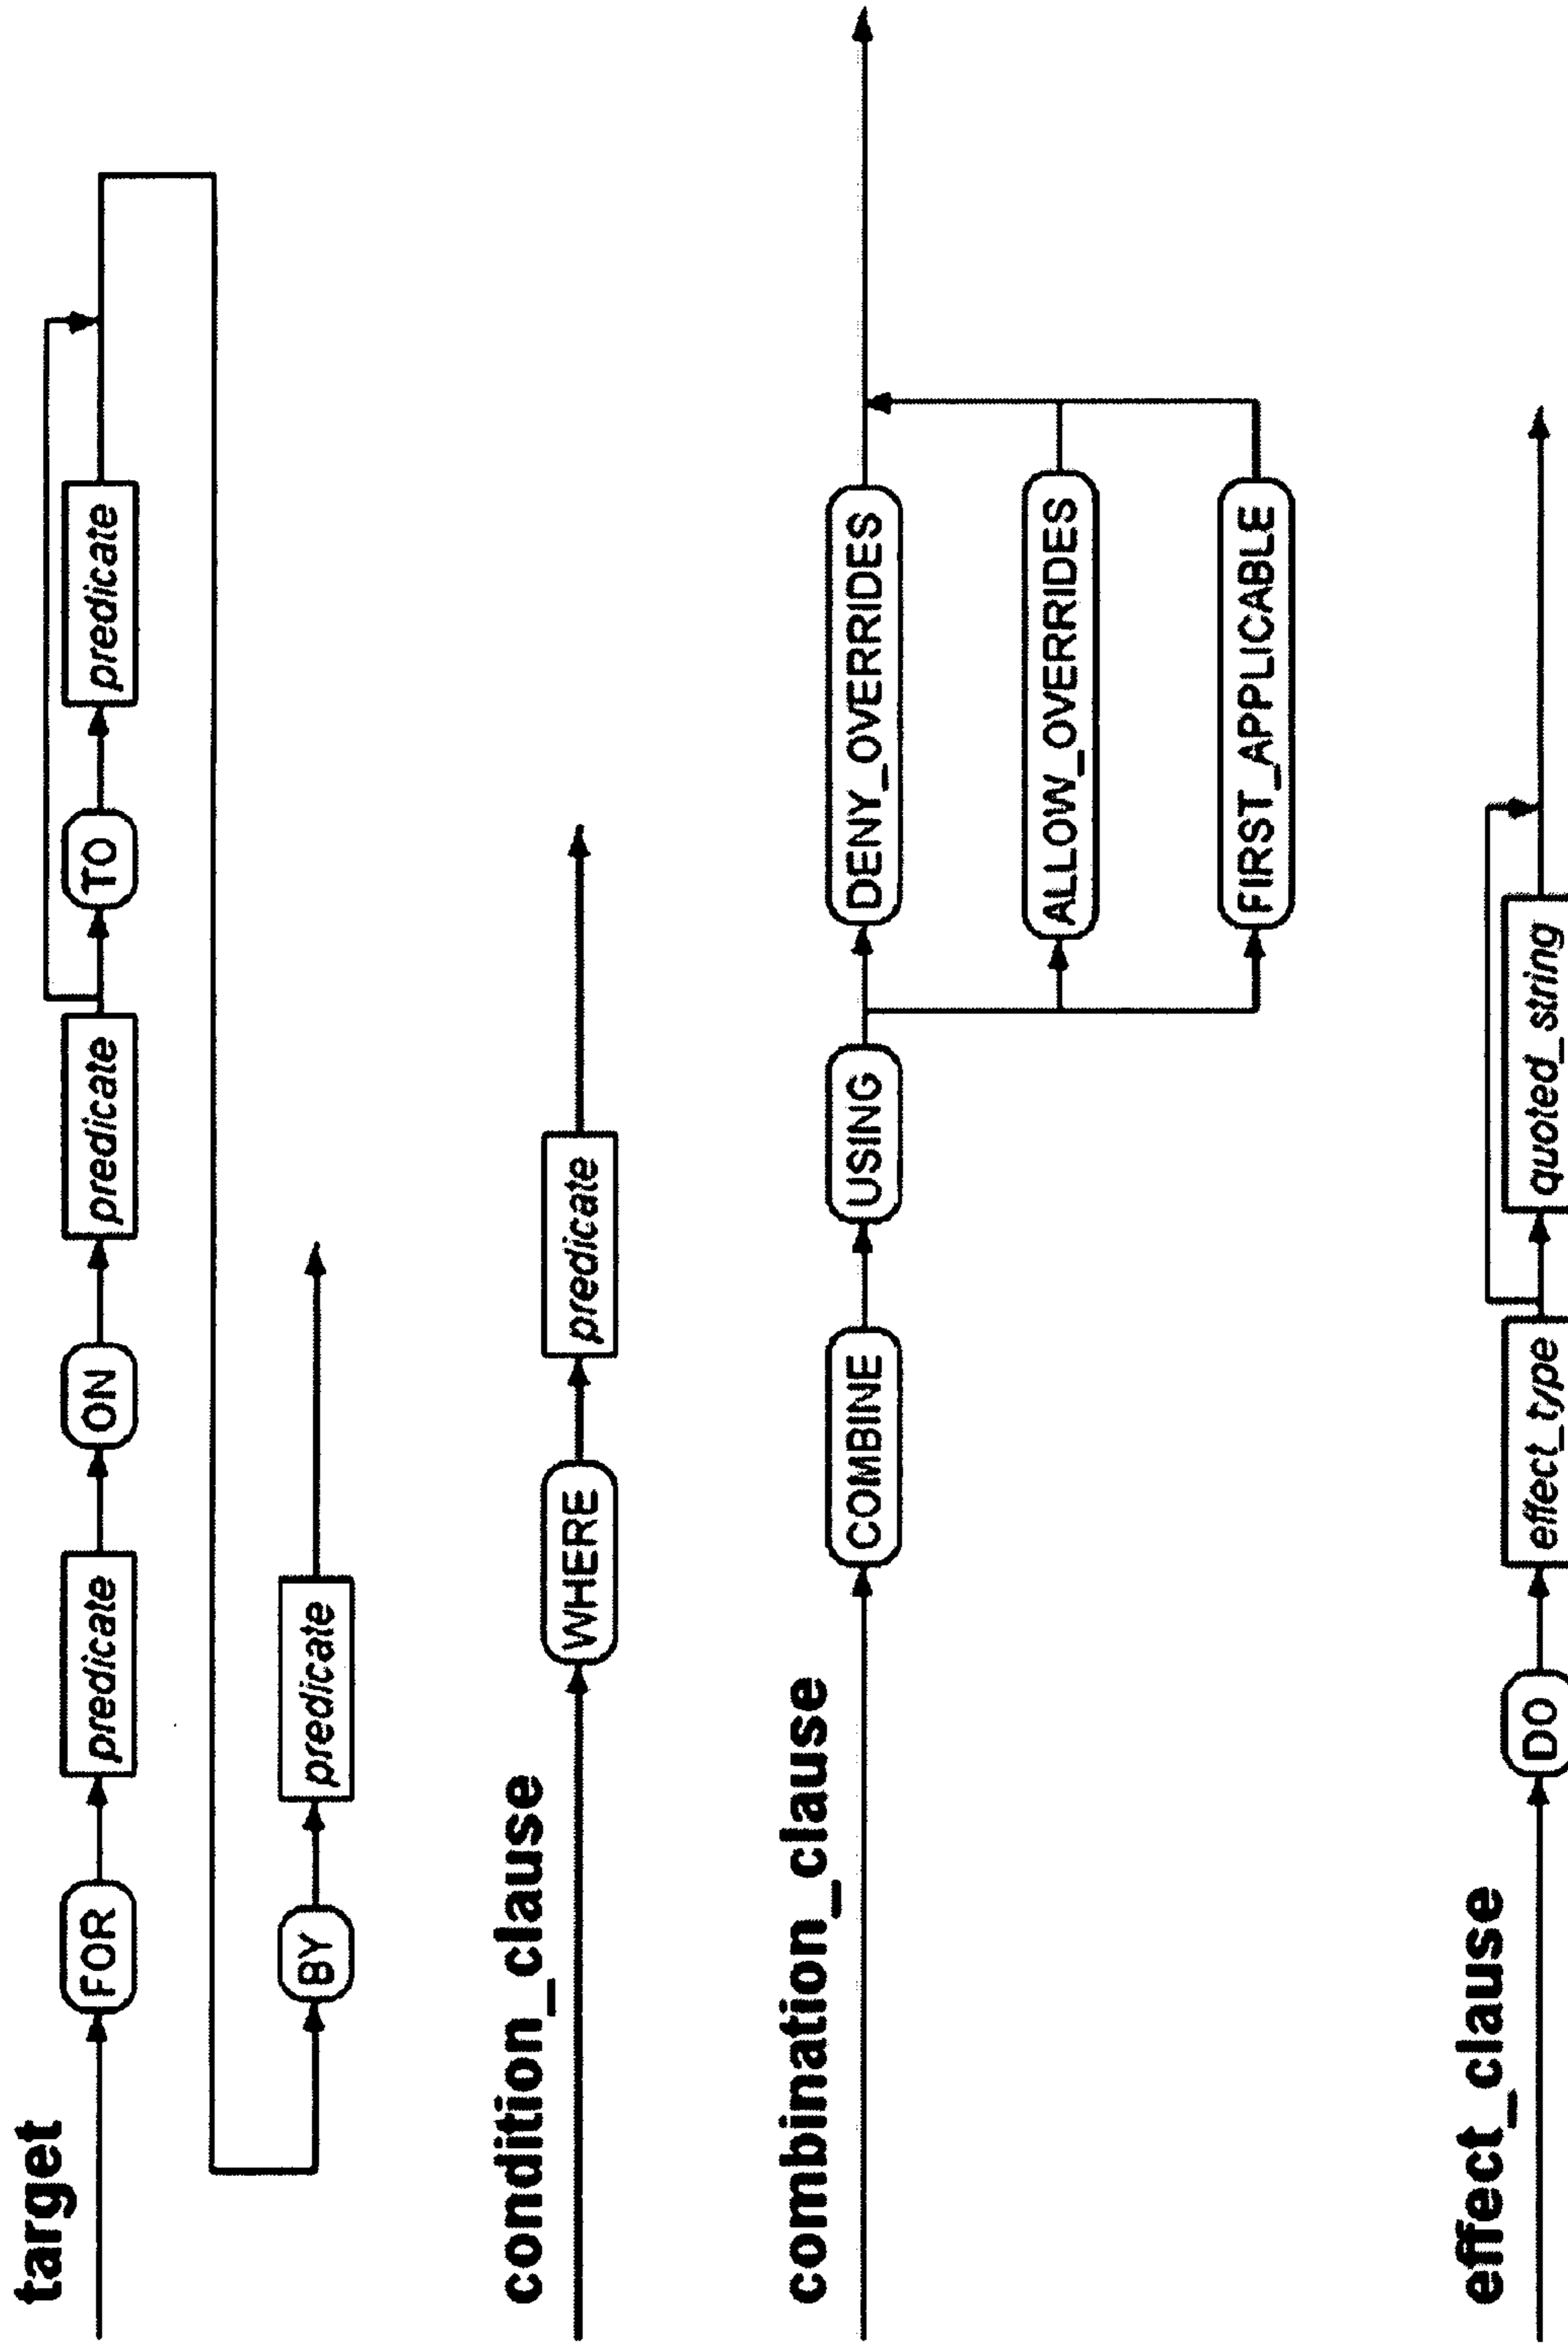 target
FOR predicate ON predicate TO predicate
BY predicate
condition_clause
WHERE predicate
combination_clause
COMBINE USING DENY_OVERRIDES
ALLOW_OVERRIDES
FIRST_APPLICABLE
effect_clause
DO effect_type quoted_string